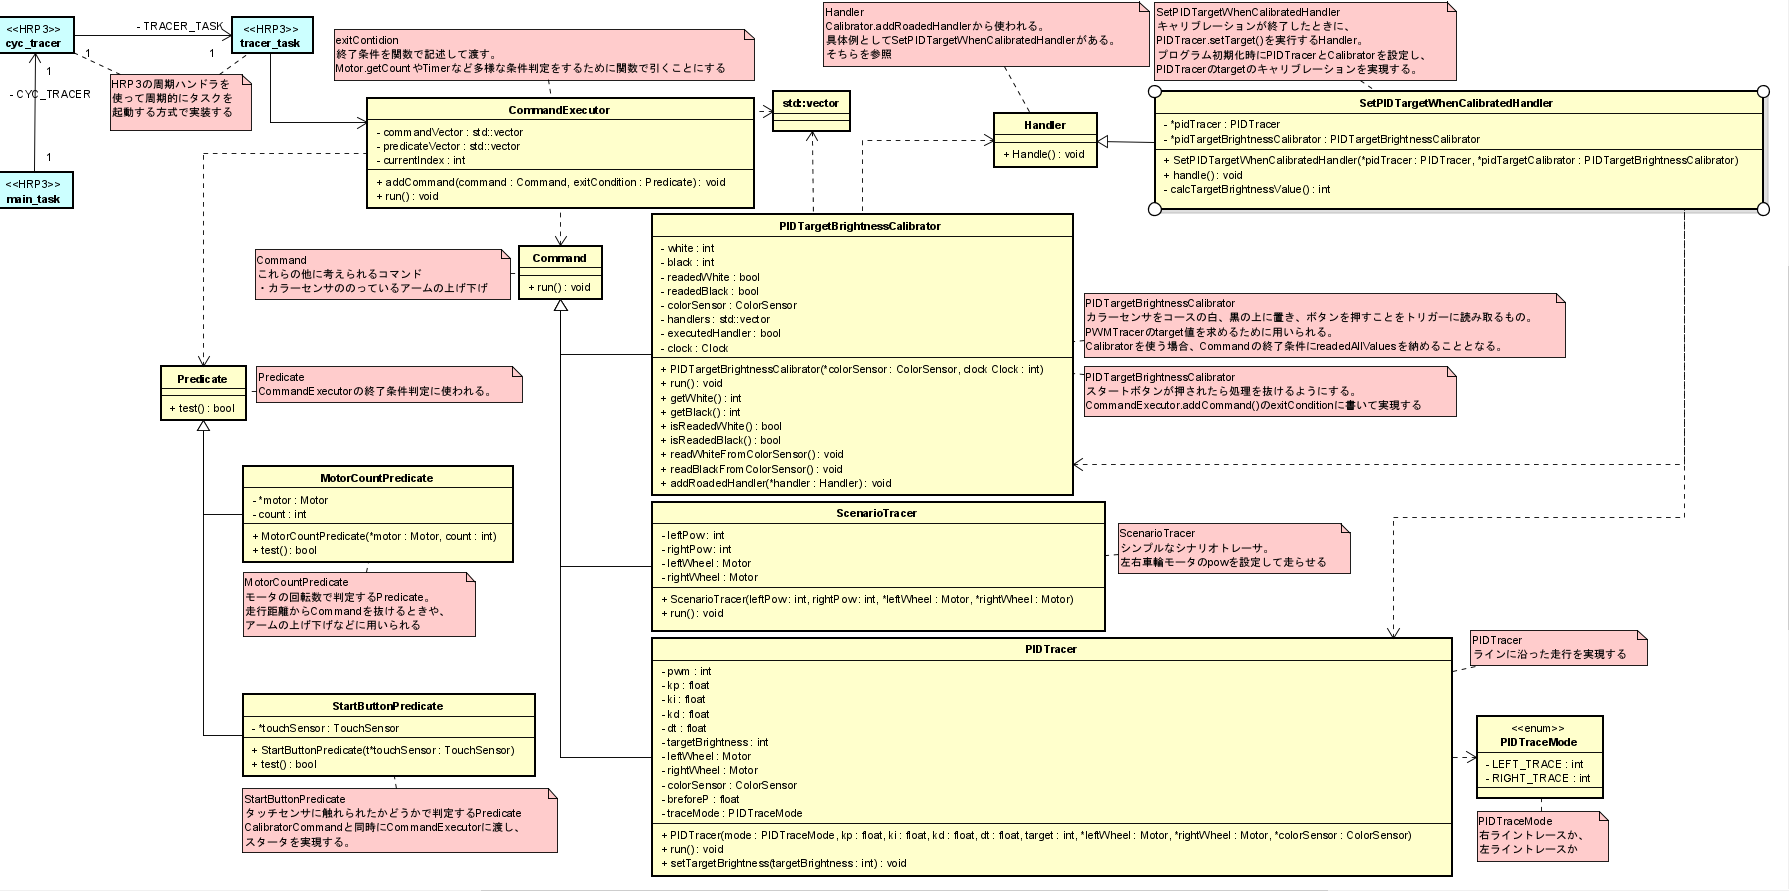 <<HRP3>>
cyc_tracer
- TRACER_TASK
1
1
<<HRP3>>
tracer_task
1
- CYC_TRACER
1
<<HRP3>>
main_task
HRP3の周期ハンドラを
使って周期的にタスクを
起動する方式で実装する
exitContidion
終了条件を関数で記述して渡す。
Motor.getCountやTimerなど多様な条件判定をするために関数で引くことにする
CommandExecutor
- commandVector : std::vector
- predicateVector : std::vector
- currentIndex : int
+ addCommand(command : Command, exitCondition : Predicate) : void
+ run() : void
std::vector
Handler
Calibrator.addRoadedHandlerから使われる。
具体例としてSetPIDTargetWhenCalibratedHandlerがある。
そちらを参照
Handler
+ Handle() : void
SetPIDTargetWhenCalibratedHandler
キャリブレーションが終了したときに、
PIDTracer.setTarget()を実行するHandler。
プログラム初期化時にPIDTracerとCalibratorを設定し、
PIDTracerのtargetのキャリブレーションを実現する。
SetPIDTargetWhenCalibratedHandler
- *pidTracer : PIDTracer
- *pidTargetBrightnessCalibrator : PIDTargetBrightnessCalibrator
+ SetPIDTargetWhenCalibratedHandler(*pidTracer : PIDTracer, *pidTargetCalibrator : PIDTargetBrightnessCalibrator)
+ handle() : void
- calcTargetBrightnessValue() : int
Command
これらの他に考えられるコマンド
・カラーセンサののっているアームの上げ下げ
Command
+ run() : void
PIDTargetBrightnessCalibrator
- white : int
- black : int
- readedWhite : bool
- readedBlack : bool
- colorSensor : ColorSensor
- handlers : std::vector
- executedHandler : bool
- clock : Clock
+ PIDTargetBrightnessCalibrator(*colorSensor : ColorSensor, clock Clock : int)
+ run() : void
+ getWhite() : int
+ getBlack() : int
+ isReadedWhite() : bool
+ isReadedBlack() : bool
+ readWhiteFromColorSensor() : void
+ readBlackFromColorSensor() : void
+ addRoadedHandler(*handler : Handler) : void
PIDTargetBrightnessCalibrator
カラーセンサをコースの白、黒の上に置き、ボタンを押すことをトリガーに読み取るもの。
PWMTracerのtarget値を求めるために用いられる。
Calibratorを使う場合、Commandの終了条件にreadedAllValuesを納めることとなる。
PIDTargetBrightnessCalibrator
スタートボタンが押されたら処理を抜けるようにする。
CommandExecutor.addCommand()のexitConditionに書いて実現する
Predicate
+ test() : bool
Predicate
CommandExecutorの終了条件判定に使われる。
MotorCountPredicate
- *motor : Motor
- count : int
+ MotorCountPredicate(*motor : Motor, count : int)
+ test() : bool
MotorCountPredicate
モータの回転数で判定するPredicate。
走行距離からCommandを抜けるときや、
アームの上げ下げなどに用いられる
ScenarioTracer
- leftPow : int
- rightPow : int
- leftWheel : Motor
- rightWheel : Motor
+ ScenarioTracer(leftPow : int, rightPow : int, *leftWheel : Motor, *rightWheel : Motor)
+ run() : void
ScenarioTracer
シンプルなシナリオトレーサ。
左右車輪モータのpowを設定して走らせる
StartButtonPredicate
- *touchSensor : TouchSensor
+ StartButtonPredicate(t*touchSensor : TouchSensor)
+ test() : bool
StartButtonPredicate
タッチセンサに触れられたかどうかで判定するPredicate
CalibratorCommandと同時にCommandExecutorに渡し、
スタータを実現する。
PIDTracer
- pwm : int
- kp : float
- ki : float
- kd : float
- dt : float
- targetBrightness : int
- leftWheel : Motor
- rightWheel : Motor
- colorSensor : ColorSensor
- breforeP : float
- traceMode : PIDTraceMode
+ PIDTracer(mode : PIDTraceMode, kp : float, ki : float, kd : float, dt : float, target : int, *leftWheel : Motor, *rightWheel : Motor, *colorSensor : ColorSensor)
+ run() : void
+ setTargetBrightness(targetBrightness : int) : void
PIDTracer
ラインに沿った走行を実現する
<<enum>>
PIDTraceMode
- LEFT_TRACE : int
- RIGHT_TRACE : int
PIDTraceMode
右ライントレースか、
左ライントレースか